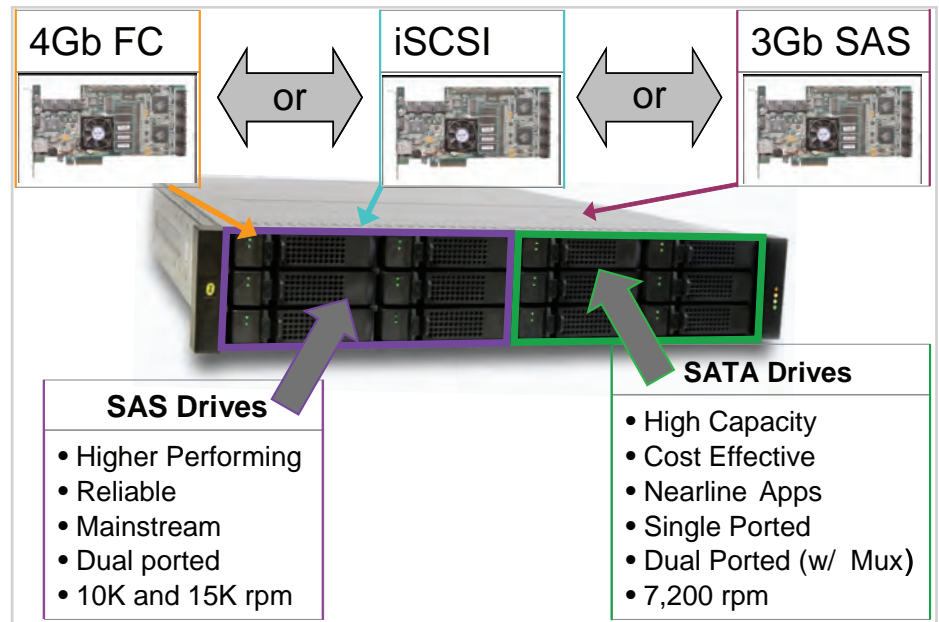 4Gb FC
iSCSI
3Gb SAS
or
or
SAS Drives
• Higher Performing
• Reliable
• Mainstream
• Dual ported
• 10K and 15K rpm
SATA Drives
• High Capacity
• Cost Effective
• Nearline Apps
• Single Ported
• Dual Ported (w/ Mux)
• 7,200 rpm